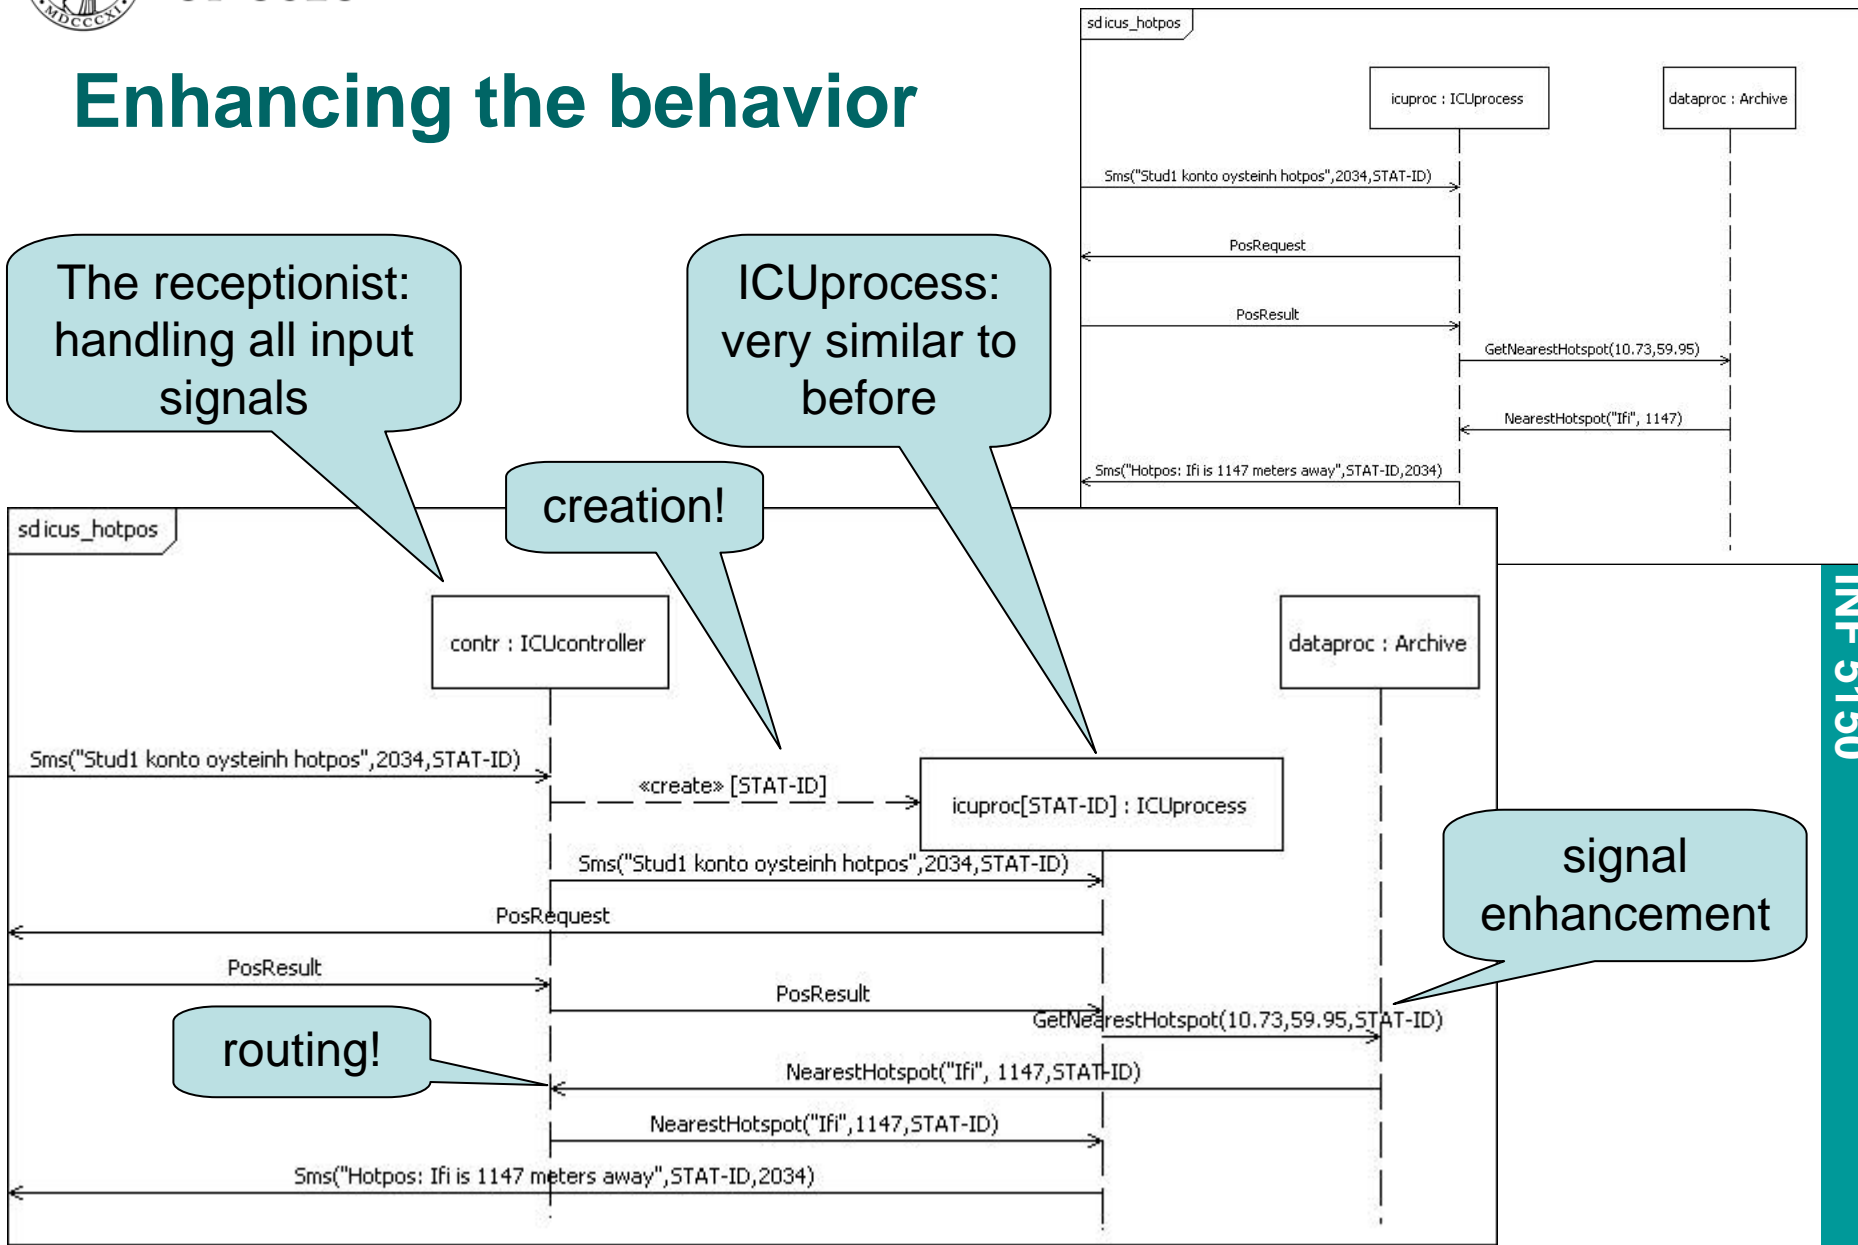 MDCCCXI
Enhancing the behavior
sd icus_hotpos
icuproc : ICUprocess
dataproc : Archive
Sms("Stud1 konto oysteinh hotpos",2034,STAT-ID)
PosRequest
PosResult
GetNearestHotspot(10.73,59.95)
NearestHotspot("Ifi", 1147)
Sms("Hotpos: Ifi is 1147 meters away",STAT-ID,2034)
The receptionist:
handling all input
signals
ICUprocess:
very similar to
before
creation!
sd icus_hotpos
contr : ICUcontroller
dataproc : Archive
Sms("Stud1 konto oysteinh hotpos",2034,STAT-ID)
«create» [STAT-ID]
icuproc[STAT-ID] : ICUprocess
Sms("Stud1 konto oysteinh hotpos",2034,STAT-ID)
PosRequest
PosResult
PosResult
GetNearestHotspot(10.73,59.95,STAT-ID)
signal
enhancement
routing!
NearestHotspot("Ifi", 1147,STAT-ID)
NearestHotspot("Ifi",1147,STAT-ID)
Sms("Hotpos: Ifi is 1147 meters away",STAT-ID,2034)
INF 5150